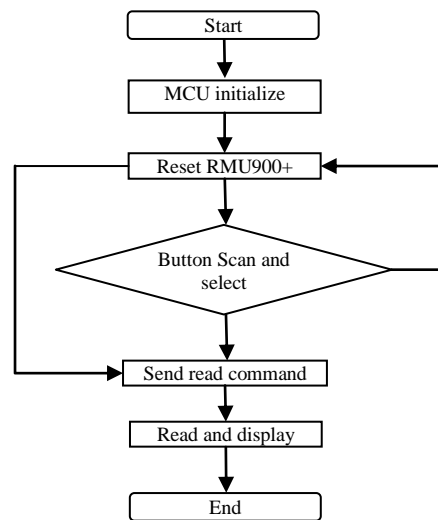 Start
MCU initialize
Reset RMU900+
Button Scan and
select
Send read command
Read and display
End